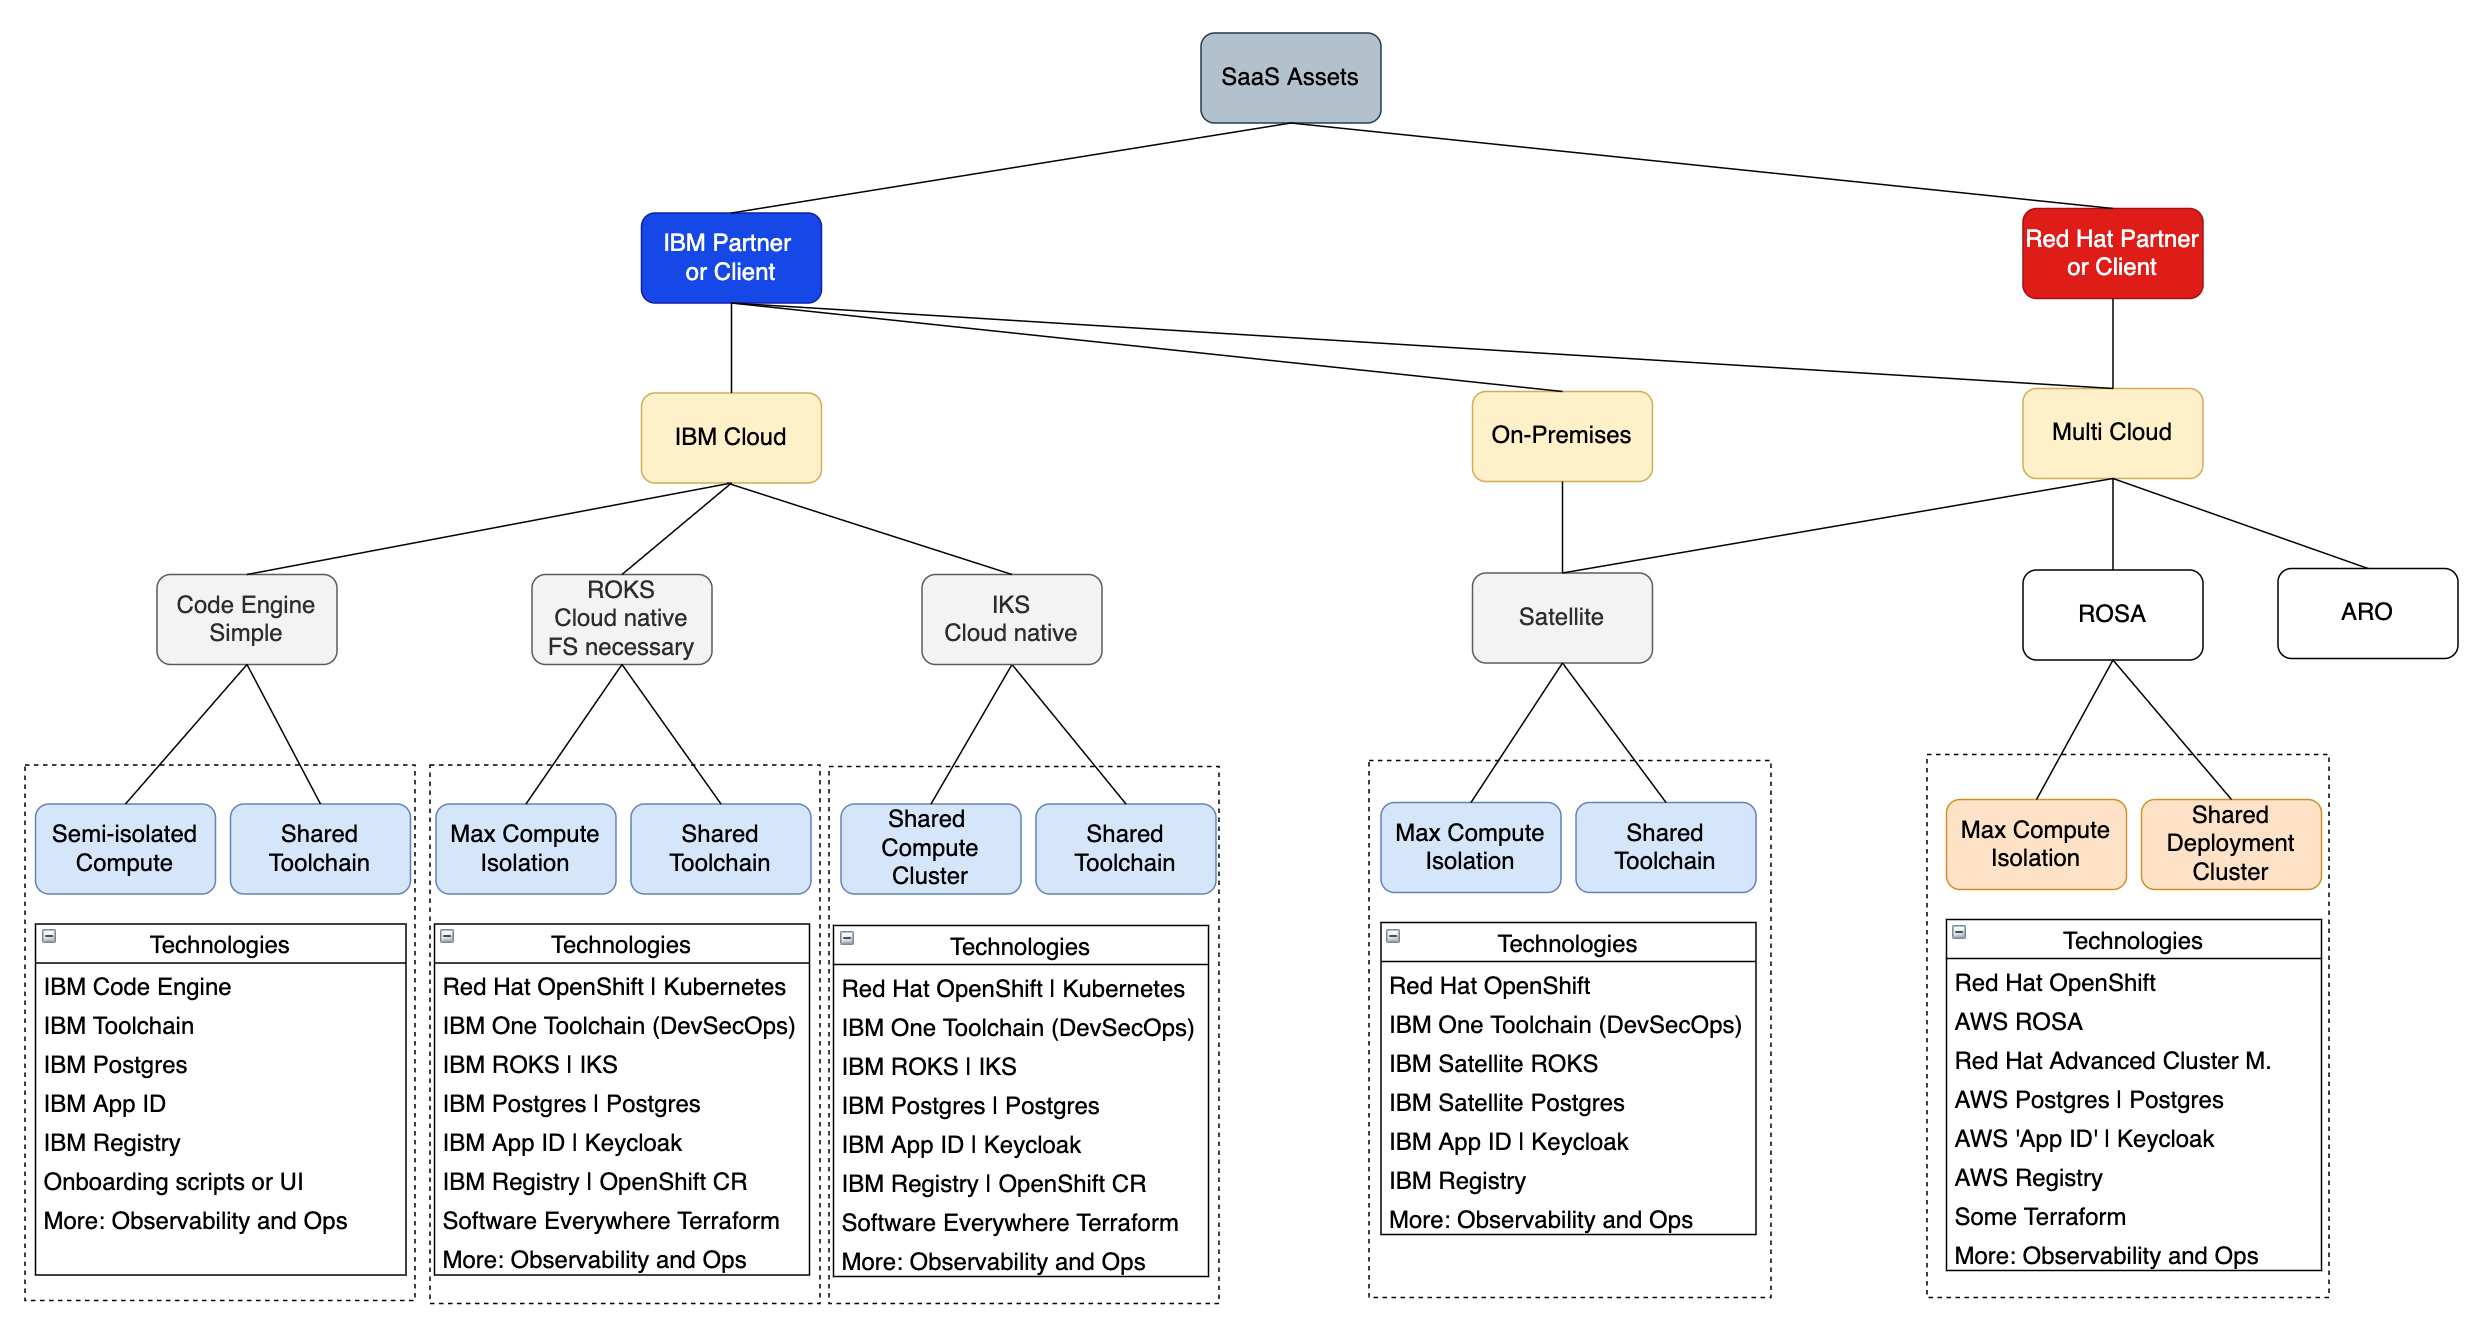 SaaS Assets
IBM Partner
or Client
Red Hat Partner
or Client
IBM Cloud
On-Premises
Multi Cloud
Code Engine
Simple
ROKS
Cloud native
FS necessary
IKS
Cloud native
Satellite
ROSA
ARO
Semi-isolated
Compute
Shared
Toolchain
Max Compute
Isolation
Shared
Toolchain
Shared
Compute
Cluster
Shared
Toolchain
Max Compute
Isolation
Shared
Toolchain
Max Compute
Isolation
Shared
Deployment
Cluster
Technologies
IBM Code Engine
IBM Toolchain
IBM Postgres
IBM App ID
IBM Registry
Onboarding scripts or UI
More: Observability and Ops
Technologies
Red Hat OpenShift | Kubernetes
IBM One Toolchain (DevSecOps)
IBM ROKS | IKS
IBM Postgres | Postgres
IBM App ID | Keycloak
IBM Registry | OpenShift CR
Software Everywhere Terraform
More: Observability and Ops
Technologies
Red Hat OpenShift | Kubernetes
IBM One Toolchain (DevSecOps)
IBM ROKS | IKS
IBM Postgres | Postgres
IBM App ID | Keycloak
IBM Registry | OpenShift CR
Software Everywhere Terraform
More: Observability and Ops
Technologies
Red Hat OpenShift
IBM One Toolchain (DevSecOps)
IBM Satellite ROKS
IBM Satellite Postgres
IBM App ID | Keycloak
IBM Registry
More: Observability and Ops
Technologies
Red Hat OpenShift
AWS ROSA
Red Hat Advanced Cluster M.
AWS Postgres | Postgres
AWS 'App ID' | Keycloak
AWS Registry
Some Terraform
More: Observability and Ops